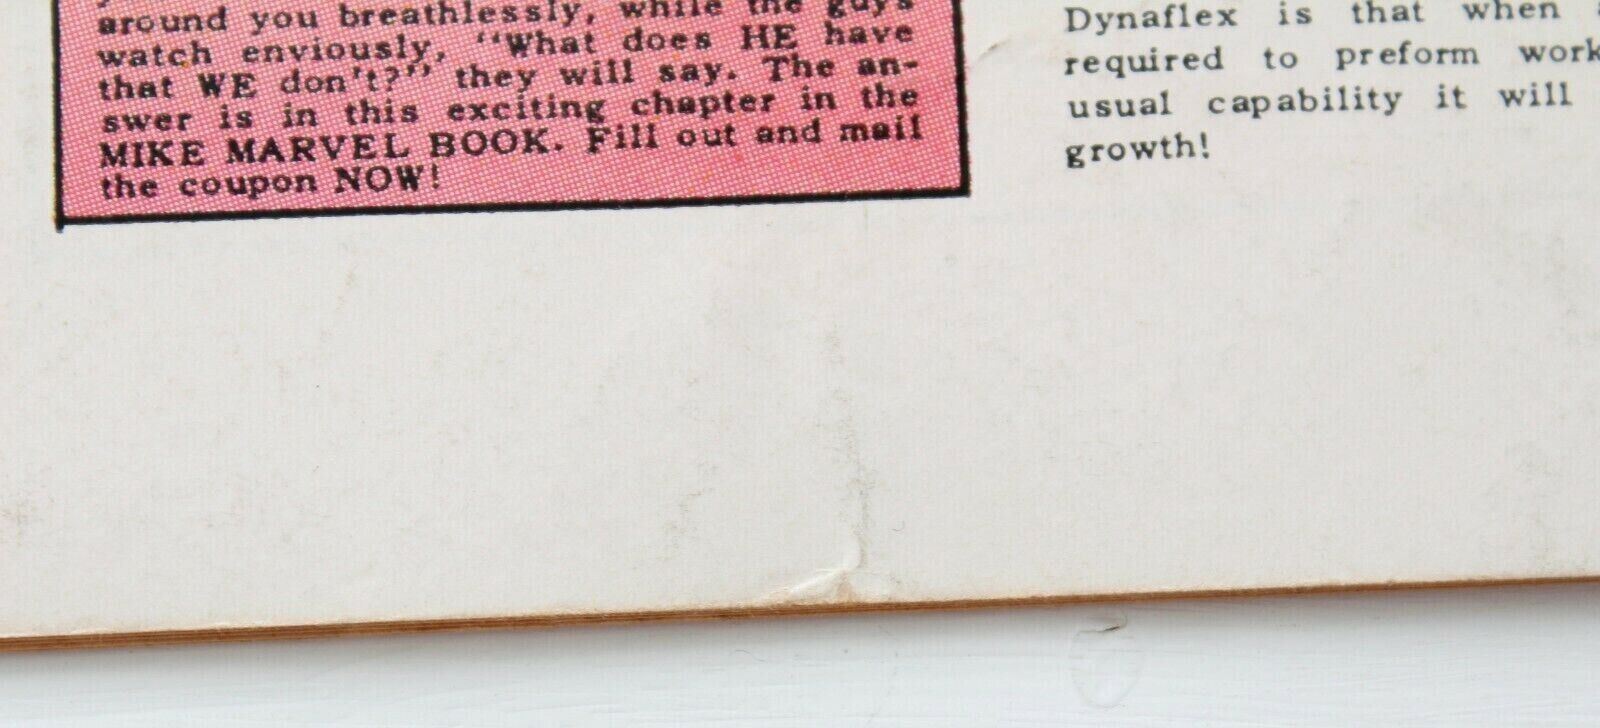 around you breathlessly, while the guys
watch enviously, "What does HE have
that WE don't?" they will say. The an-
swer is in this exciting chapter in the
MIKE MARVEL BOOK. Fill out and mail
the coupon NOW!
Dynaflex is that when
required to preform work
usual capability it will
growth!